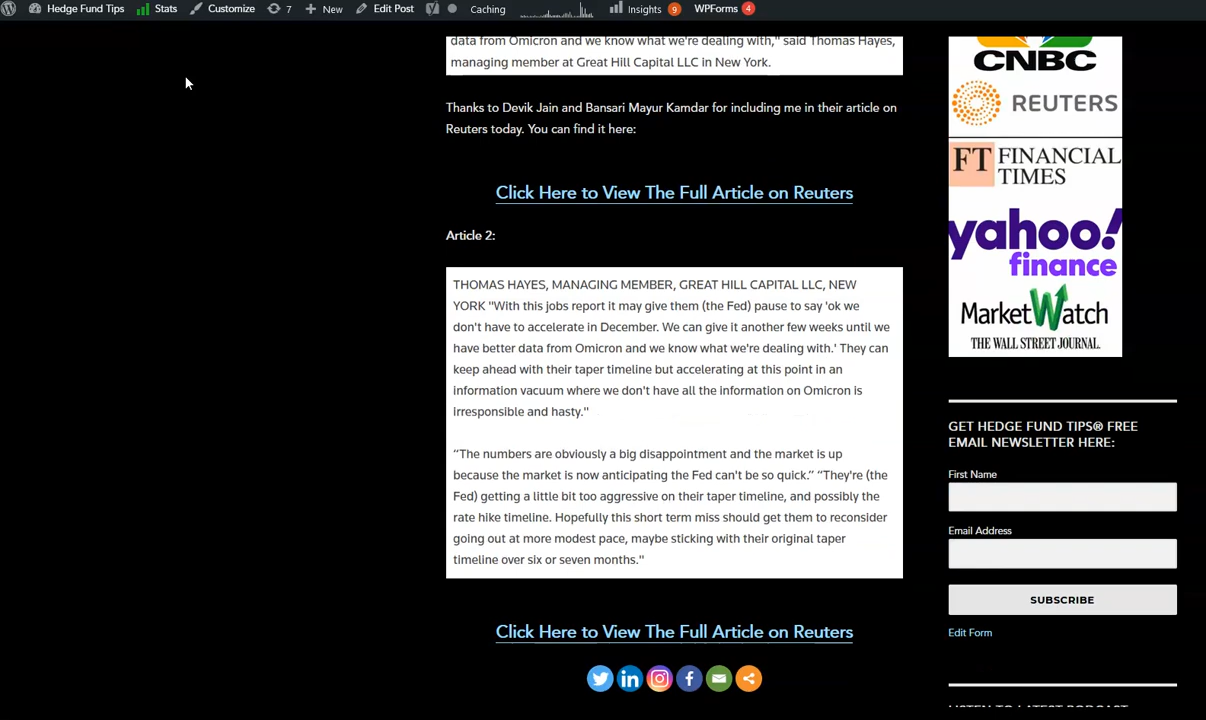 Hedge Fund Tips Stats Customize 7 New Edit Post Caching Insights 9 WPForms 4
data from Omicron and we know what we're dealing with," said Thomas Hayes,
managing member at Great Hill Capital LLC in New York.
Thanks to Devik Jain and Bansari Mayur Kamdar for including me in their article on
Reuters today. You can find it here:
Click Here to View The Full Article on Reuters
Article 2:
THOMAS HAYES, MANAGING MEMBER, GREAT HILL CAPITAL LLC, NEW
YORK "With this jobs report it may give them (the Fed) pause to say 'ok we
don't have to accelerate in December. We can give it another few weeks until we
have better data from Omicron and we know what we're dealing with.' They can
keep ahead with their taper timeline but accelerating at this point in an
information vacuum where we don't have all the information on Omicron is
irresponsible and hasty."
“The numbers are obviously a big disappointment and the market is up
because the market is now anticipating the Fed can't be so quick.” “They're (the
Fed) getting a little bit too aggressive on their taper timeline, and possibly the
rate hike timeline. Hopefully this short term miss should get them to reconsider
going out at more modest pace, maybe sticking with their original taper
timeline over six or seven months."
Click Here to View The Full Article on Reuters
CNBC
REUTERS
FT FINANCIAL
TIMES
yahoo!
finance
MarketWatch
THE WALL STREET JOURNAL.
GET HEDGE FUND TIPS® FREE
EMAIL NEWSLETTER HERE:
First Name
Email Address
SUBSCRIBE
Edit Form
LISTEN TO LATEST PODCAST